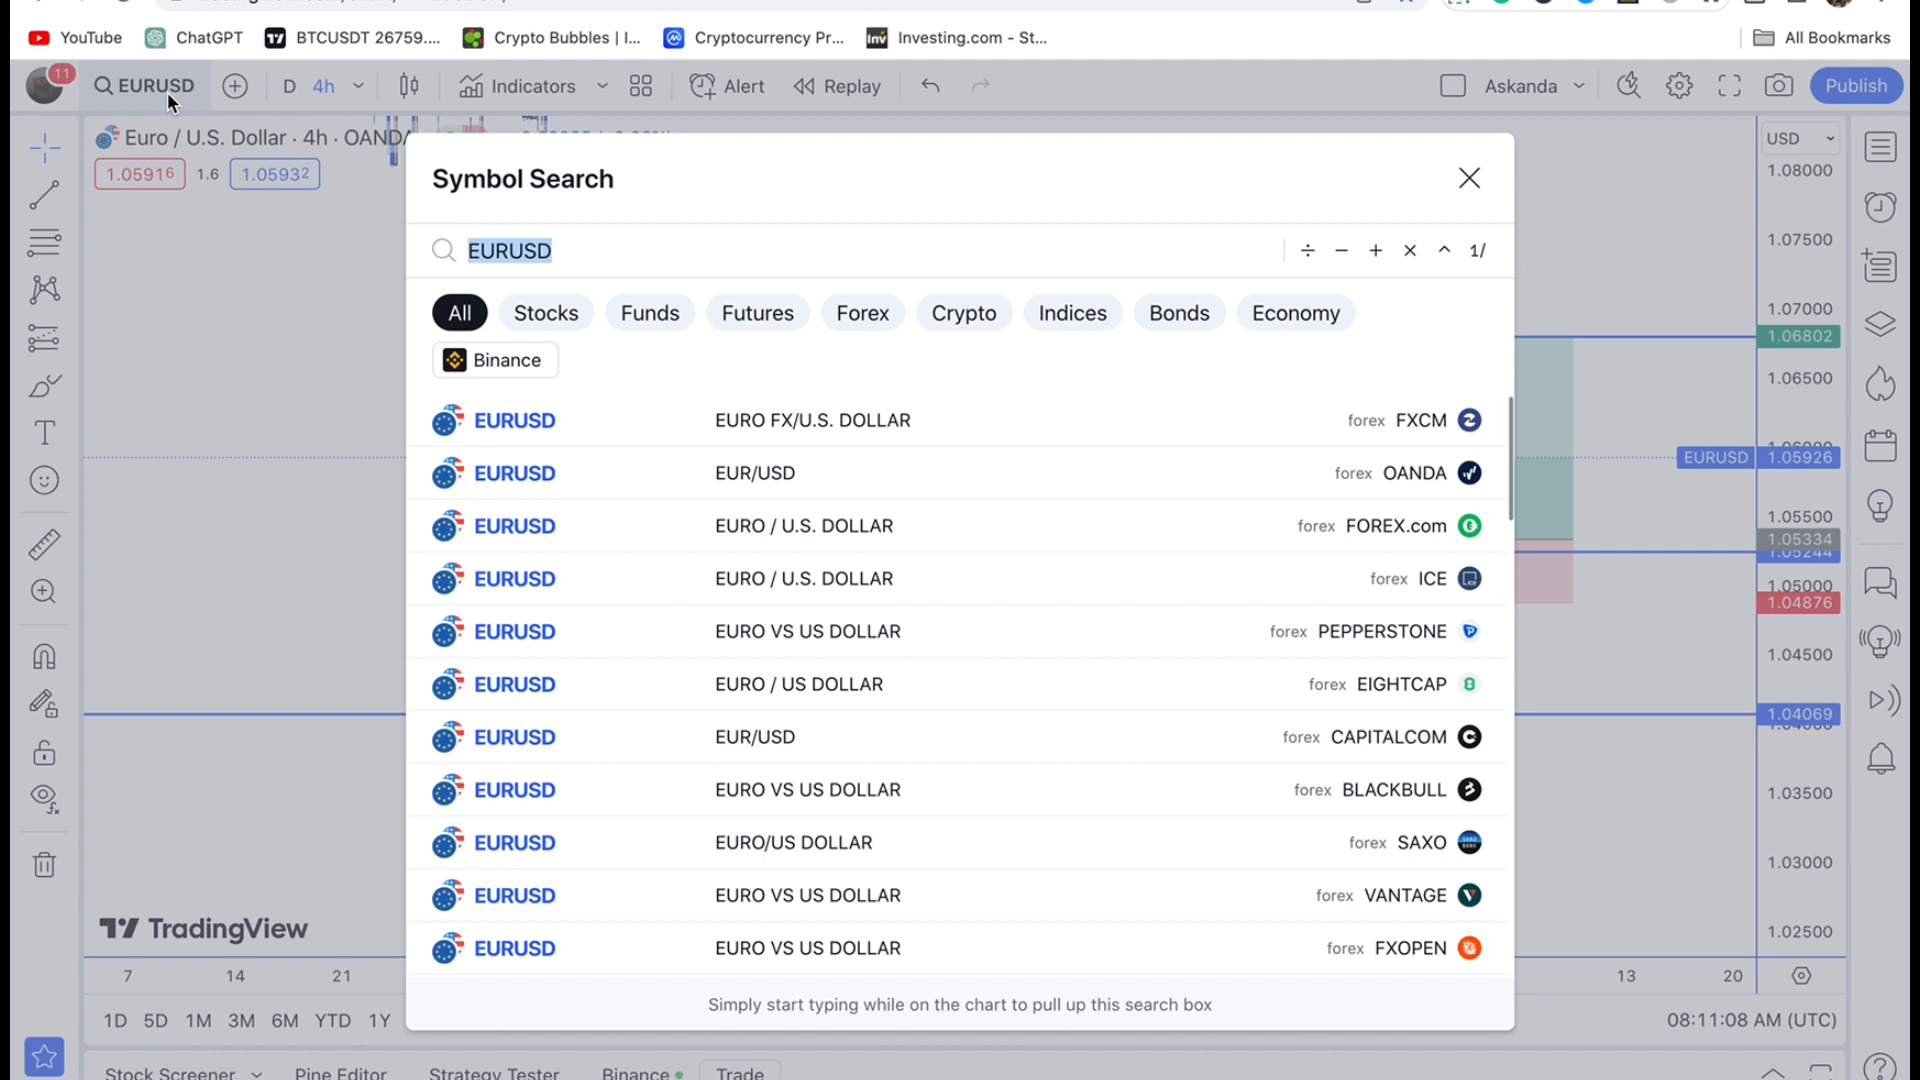 YouTube ChatGPT BTCUSDT 26759.... Crypto Bubbles | I... Cryptocurrency Pr... Investing.com - St... All Bookmarks
11 EURUSD D 4h Indicators Alert Replay Askanda Publish
Euro / U.S. Dollar · 4h · OANDA
USD
1.05916 1.6 1.05932
1.08000
Symbol Search
1.07500
EURUSD ÷ − + × ^ 1/
All Stocks Funds Futures Forex Crypto Indices Bonds Economy
1.07000
1.06802
Binance
1.06500
EURUSD EURO FX/U.S. DOLLAR forex FXCM
EURUSD 1.05926
EURUSD EUR/USD forex OANDA
EURUSD EURO / U.S. DOLLAR forex FOREX.com
1.05500
1.05334
1.05244
EURUSD EURO / U.S. DOLLAR forex ICE
1.05000
1.04876
EURUSD EURO VS US DOLLAR forex PEPPERSTONE
1.04500
EURUSD EURO / US DOLLAR forex EIGHTCAP
1.04069
EURUSD EUR/USD forex CAPITALCOM
EURUSD EURO VS US DOLLAR forex BLACKBULL
1.03500
EURUSD EURO/US DOLLAR forex SAXO
1.03000
EURUSD EURO VS US DOLLAR forex VANTAGE
TradingView
1.02500
EURUSD EURO VS US DOLLAR forex FXOPEN
7 14 21 13 20
Simply start typing while on the chart to pull up this search box
1D 5D 1M 3M 6M YTD 1Y 08:11:08 AM (UTC)
Stock Screener Pine Editor Strategy Tester Binance Trade